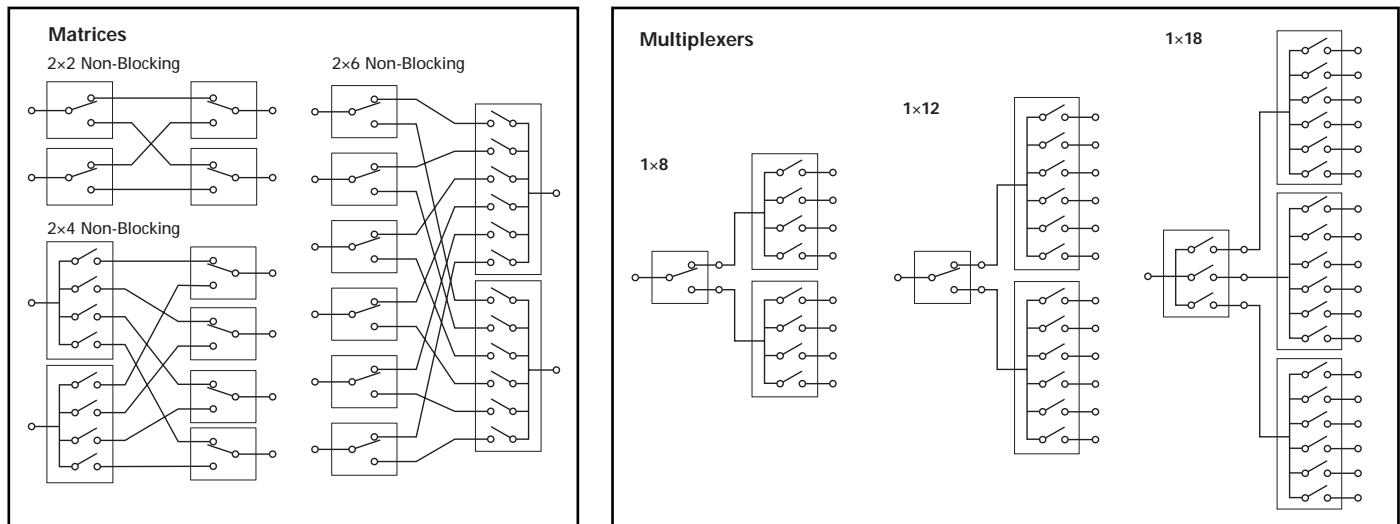 Matrices
2×2 Non-Blocking
2×6 Non-Blocking
2×4 Non-Blocking
Multiplexers
1×8
1×12
1×18